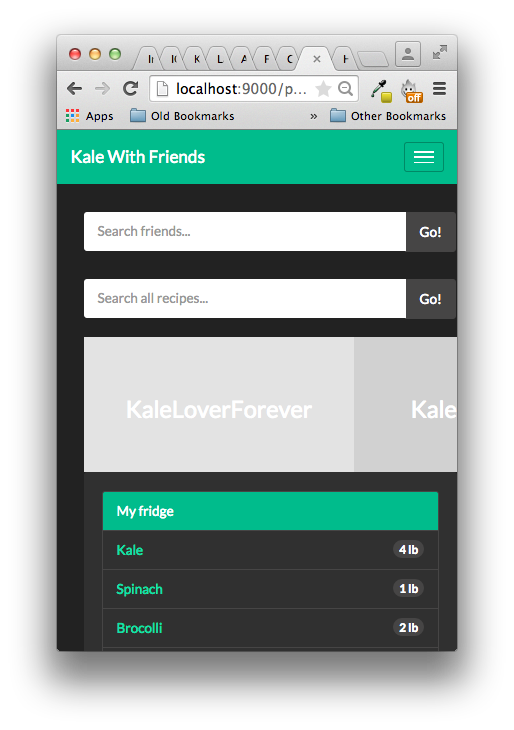 Ir
K
L
A
F
C
H
localhost:9000/p...
Apps
Old Bookmarks
»
Other Bookmarks
off
Kale With Friends
Search friends...
Go!
Search all recipes...
Go!
KaleLoverForever
Kale
My fridge
Kale 4 lb
Spinach 1 lb
Brocolli 2 lb